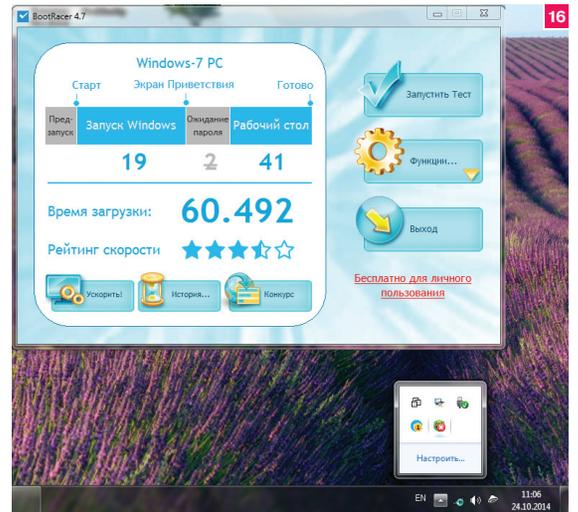 BootRacer 4.7
16
Windows-7 PC
Старт Экран Приветствия Готово
Пред-
запуск
Запуск Windows
Ожидание
пароля
Рабочий стол
19 2 41
Время загрузки: 60.492
Рейтинг скорости
Ускорить! История... Конкурс
Запустить Тест
Функции...
Выход
Бесплатно для личного
пользования
Настроить...
EN
11:06
24.10.2014